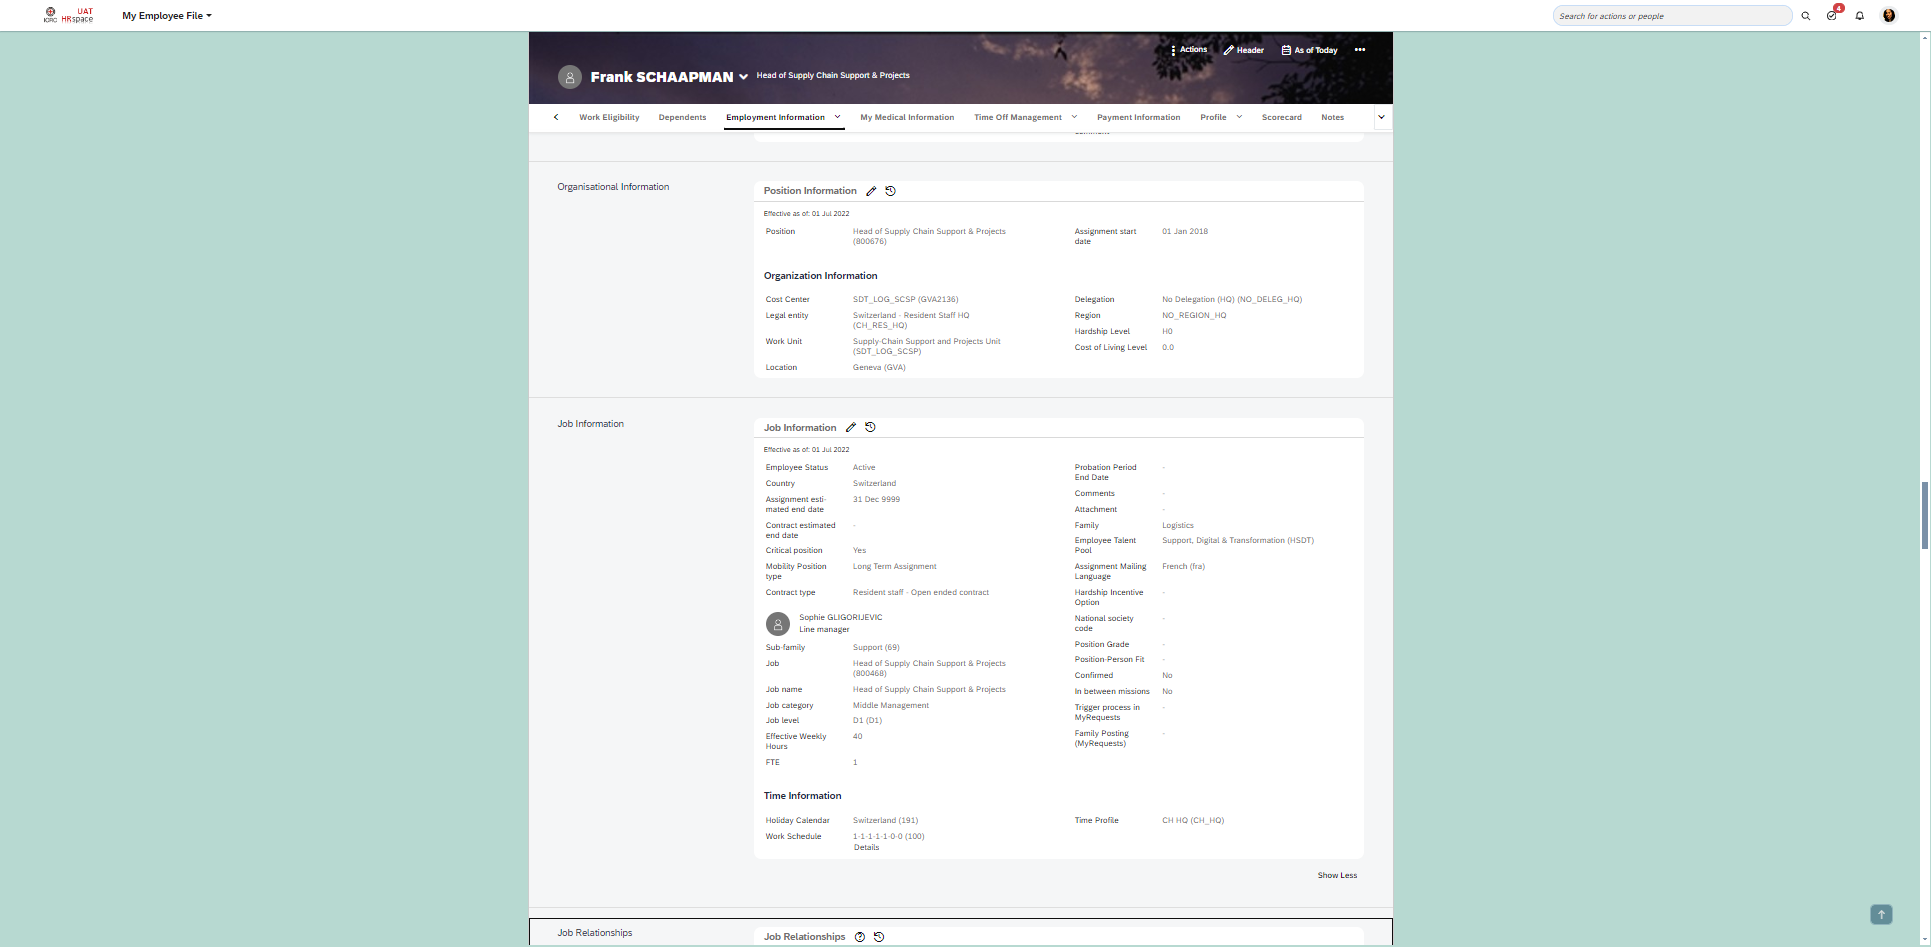 ICRC UAT HRspace
My Employee File
Search for actions or people
4
Actions Header As of Today
Frank SCHAAPMAN Head of Supply Chain Support & Projects
Work Eligibility Dependents Employment Information My Medical Information Time Off Management Payment Information Profile Scorecard Notes
Organisational Information
Position Information
Effective as of: 01 Jul 2022
Position Head of Supply Chain Support & Projects
(800676)
Assignment start
date
01 Jan 2018
Organization Information
Cost Center SDT_LOG_SCSP (GVA2136)
Legal entity Switzerland - Resident Staff HQ
(CH_RES_HQ)
Work Unit Supply-Chain Support and Projects Unit
(SDT_LOG_SCSP)
Location Geneva (GVA)
Delegation No Delegation (HQ) (NO_DELEG_HQ)
Region NO_REGION_HQ
Hardship Level H0
Cost of Living Level 0.0
Job Information
Job Information
Effective as of: 01 Jul 2022
Employee Status Active
Country Switzerland
Assignment esti-
mated end date
31 Dec 9999
Contract estimated
end date
-
Critical position Yes
Mobility Position
type
Long Term Assignment
Contract type Resident staff - Open ended contract
Sophie GLIGORIJEVIC
Line manager
Sub-family Support (69)
Job Head of Supply Chain Support & Projects
(800468)
Job name Head of Supply Chain Support & Projects
Job category Middle Management
Job level D1 (D1)
Effective Weekly
Hours
40
FTE 1
Probation Period
End Date
-
Comments -
Attachment -
Family Logistics
Employee Talent
Pool
Support, Digital & Transformation (HSDT)
Assignment Mailing
Language
French (fra)
Hardship Incentive
Option
-
National society
code
-
Position Grade -
Position-Person Fit -
Confirmed No
In between missions No
Trigger process in
MyRequests
-
Family Posting
(MyRequests)
-
Time Information
Holiday Calendar Switzerland (191)
Work Schedule 1-1-1-1-1-0-0 (100)
Details
Time Profile CH HQ (CH_HQ)
Show Less
Job Relationships
Job Relationships